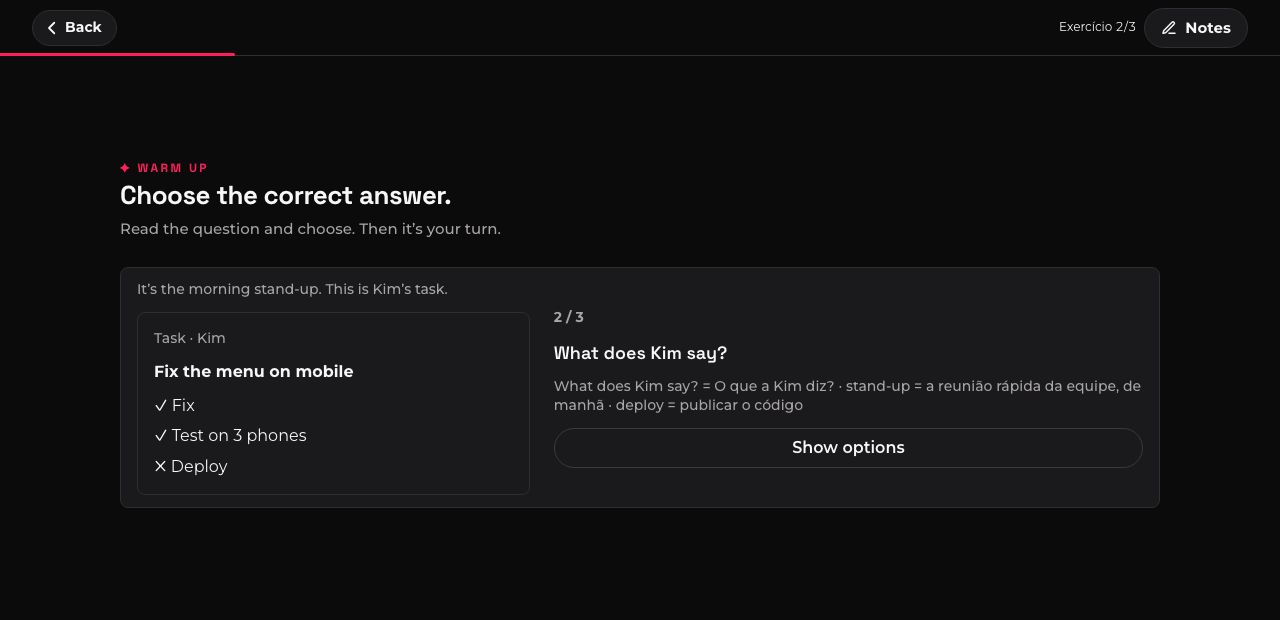 Back
Exercício 2/3
Notes
WARM UP
Choose the correct answer.
Read the question and choose. Then it's your turn.
It's the morning stand-up. This is Kim's task.
Task · Kim
Fix the menu on mobile
✓ Fix
✓ Test on 3 phones
✕ Deploy
2 / 3
What does Kim say?
What does Kim say? = O que a Kim diz? · stand-up = a reunião rápida da equipe, de
manhã · deploy = publicar o código
Show options